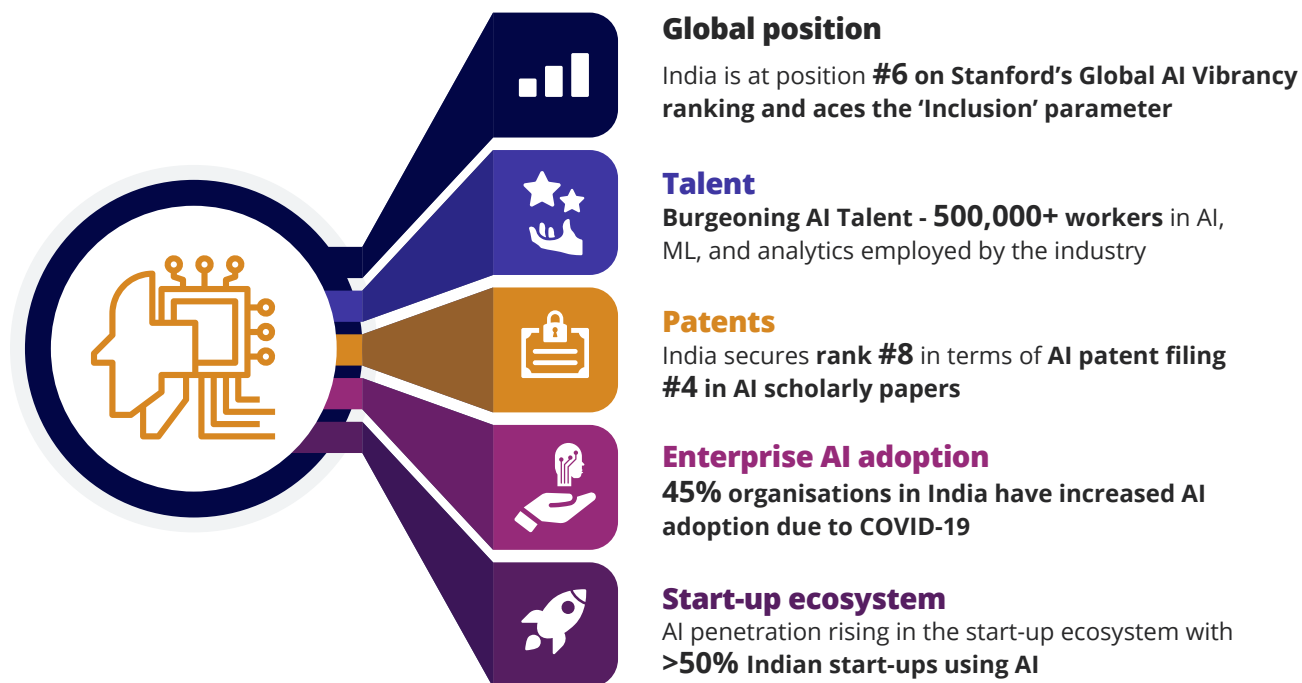 Global position
India is at position #6 on Stanford’s Global AI Vibrancy
ranking and aces the ‘Inclusion’ parameter
Talent
Burgeoning AI Talent - 500,000+ workers in AI,
ML, and analytics employed by the industry
Patents
India secures rank #8 in terms of AI patent filing
#4 in AI scholarly papers
Enterprise AI adoption
45% organisations in India have increased AI
adoption due to COVID-19
Start-up ecosystem
AI penetration rising in the start-up ecosystem with
>50% Indian start-ups using AI